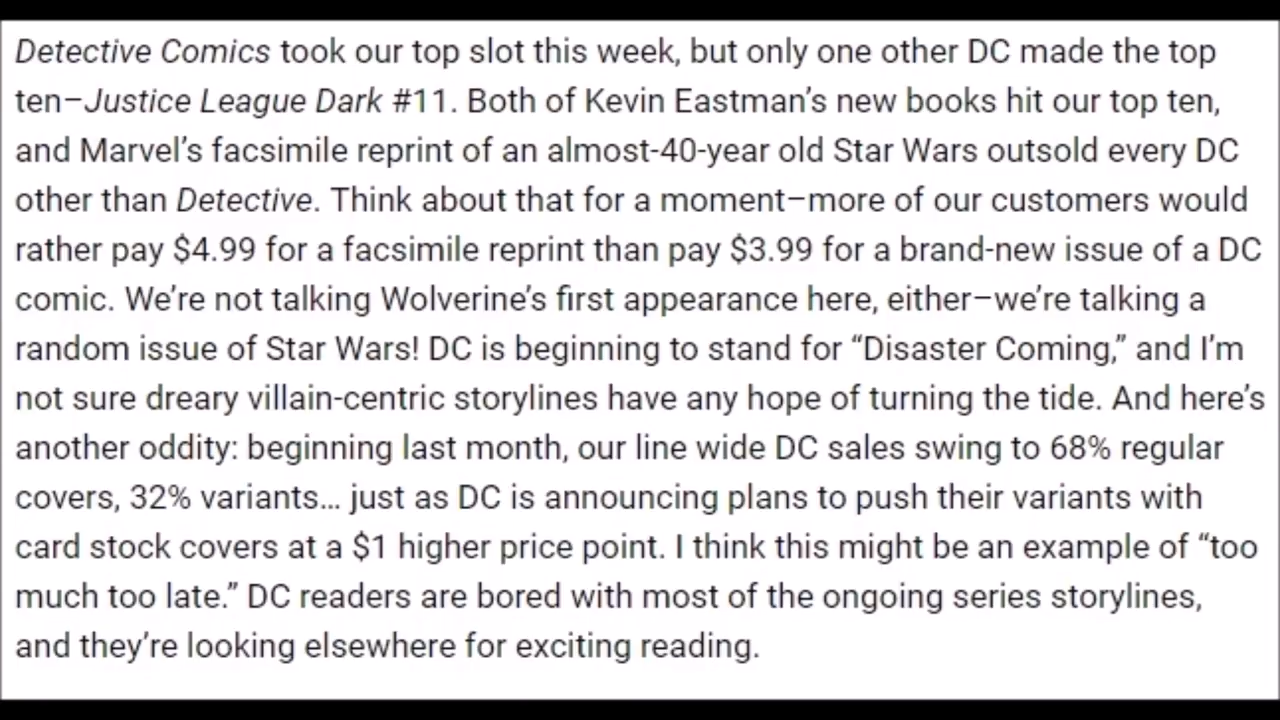 Detective Comics took our top slot this week, but only one other DC made the top
ten–Justice League Dark #11. Both of Kevin Eastman’s new books hit our top ten,
and Marvel’s facsimile reprint of an almost-40-year old Star Wars outsold every DC
other than Detective. Think about that for a moment–more of our customers would
rather pay $4.99 for a facsimile reprint than pay $3.99 for a brand-new issue of a DC
comic. We’re not talking Wolverine’s first appearance here, either–we’re talking a
random issue of Star Wars! DC is beginning to stand for “Disaster Coming,” and I’m
not sure dreary villain-centric storylines have any hope of turning the tide. And here’s
another oddity: beginning last month, our line wide DC sales swing to 68% regular
covers, 32% variants… just as DC is announcing plans to push their variants with
card stock covers at a $1 higher price point. I think this might be an example of “too
much too late.” DC readers are bored with most of the ongoing series storylines,
and they’re looking elsewhere for exciting reading.